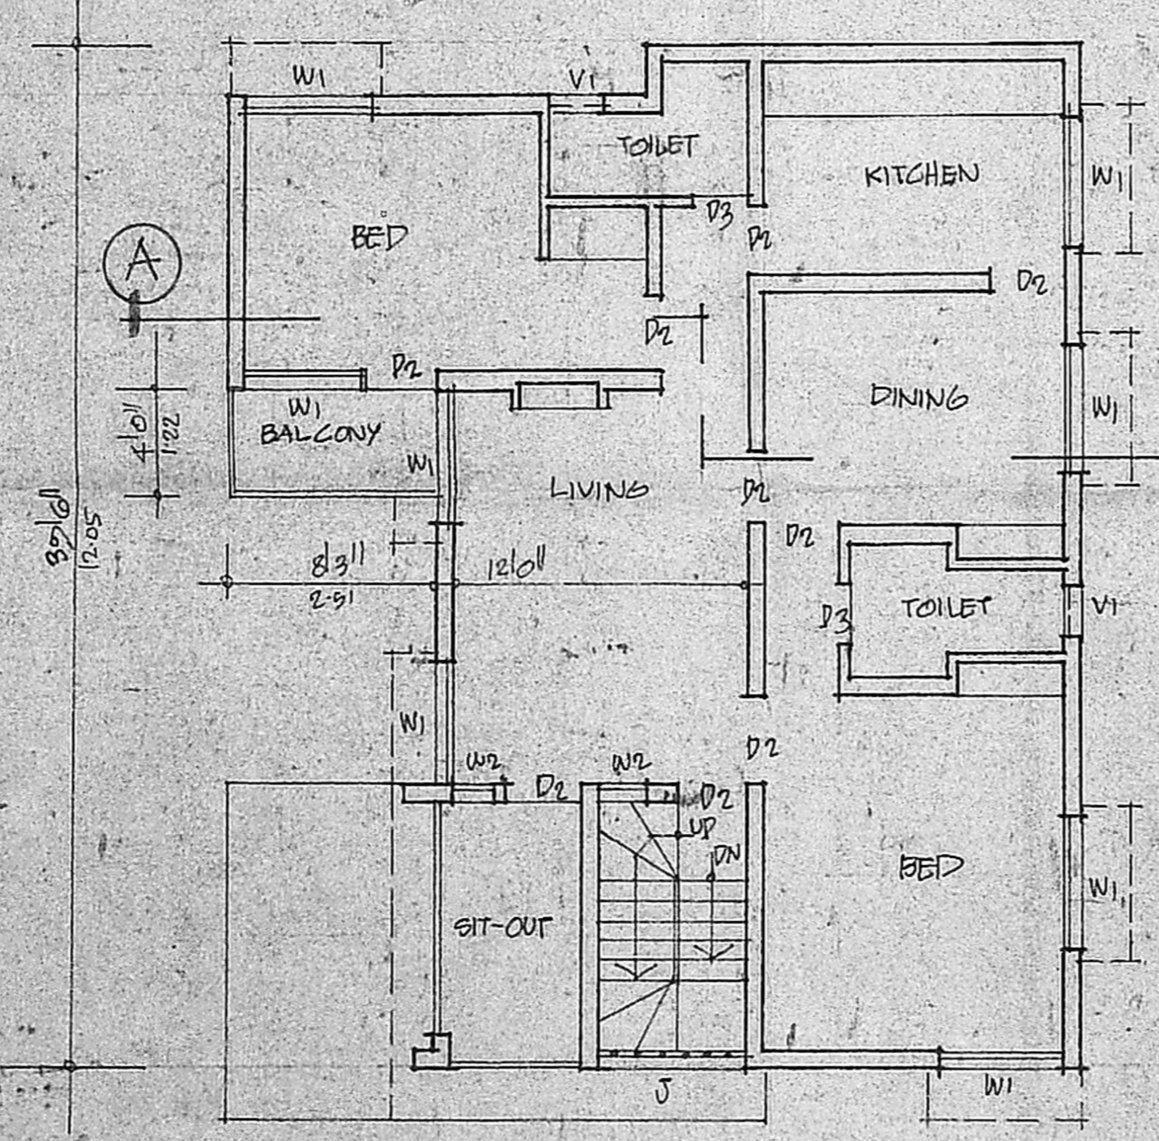 W1
V1
TOILET
KITCHEN
W1
D3
BED
D2
A
D2
D2
D2
DINING
W1
W1
BALCONY
4'0"
1.22
W1
LIVING
D2
39'6"
12.05
D2
8'3"
2.51
12'0"
TOILET
V1
D3
W1
D2
W2
D2
W2
D2
UP
DN
BED
W1
SIT-OUT
J
W1